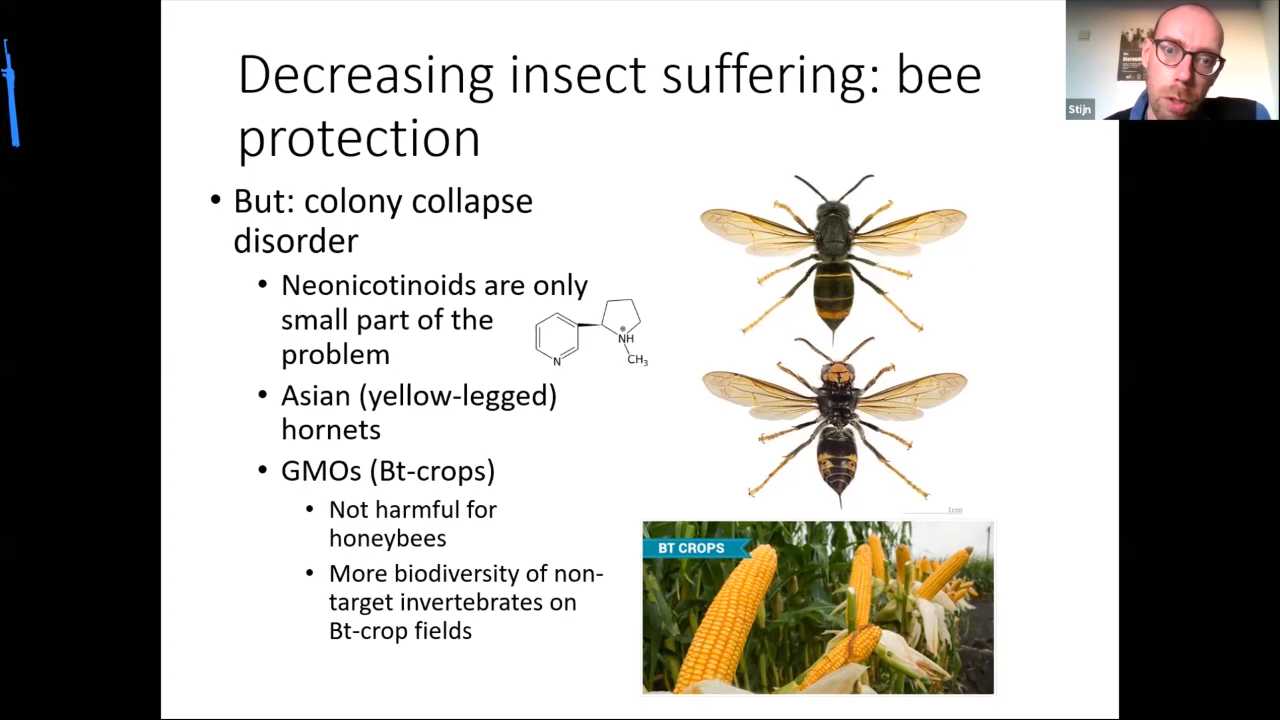 Decreasing insect suffering: bee
protection
Stijn
• But: colony collapse
disorder
• Neonicotinoids are only
small part of the
problem
N
NH
CH3
• Asian (yellow-legged)
hornets
• GMOs (Bt-crops)
• Not harmful for
honeybees
• More biodiversity of non-
target invertebrates on
Bt-crop fields
1cm
BT CROPS